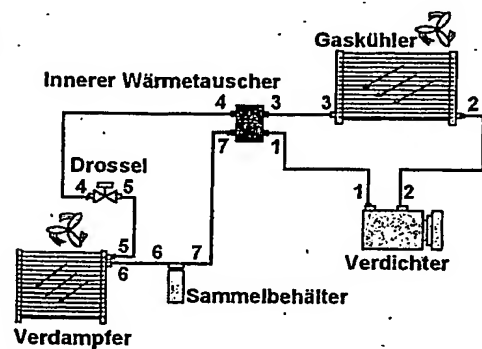 Gaskühler
Innerer Wärmetauscher
4 3 3 2
7 1
Drossel
4 5
1 2
5
6 6 7
Verdichter
Sammelbehälter
Verdampfer